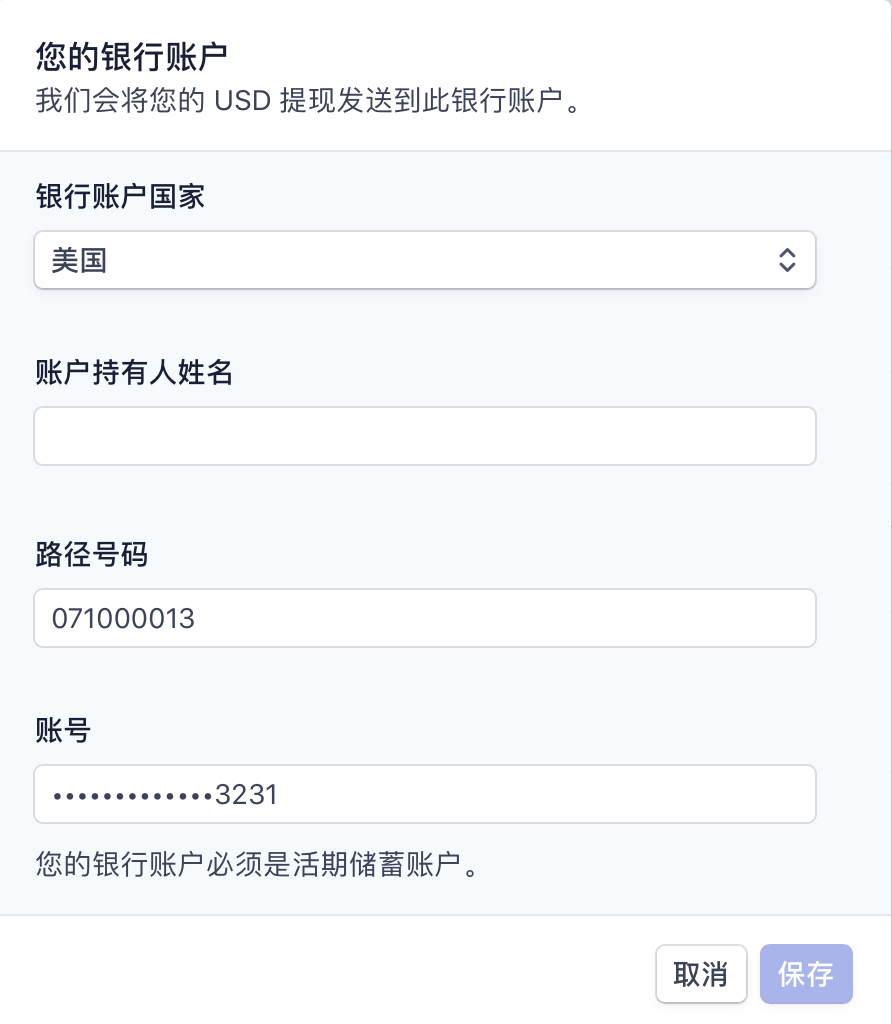 您的银行账户
我们会将您的 USD 提现发送到此银行账户。
银行账户国家
美国
账户持有人姓名
路径号码
071000013
账号
•••••••••••••3231
您的银行账户必须是活期储蓄账户。
取消
保存